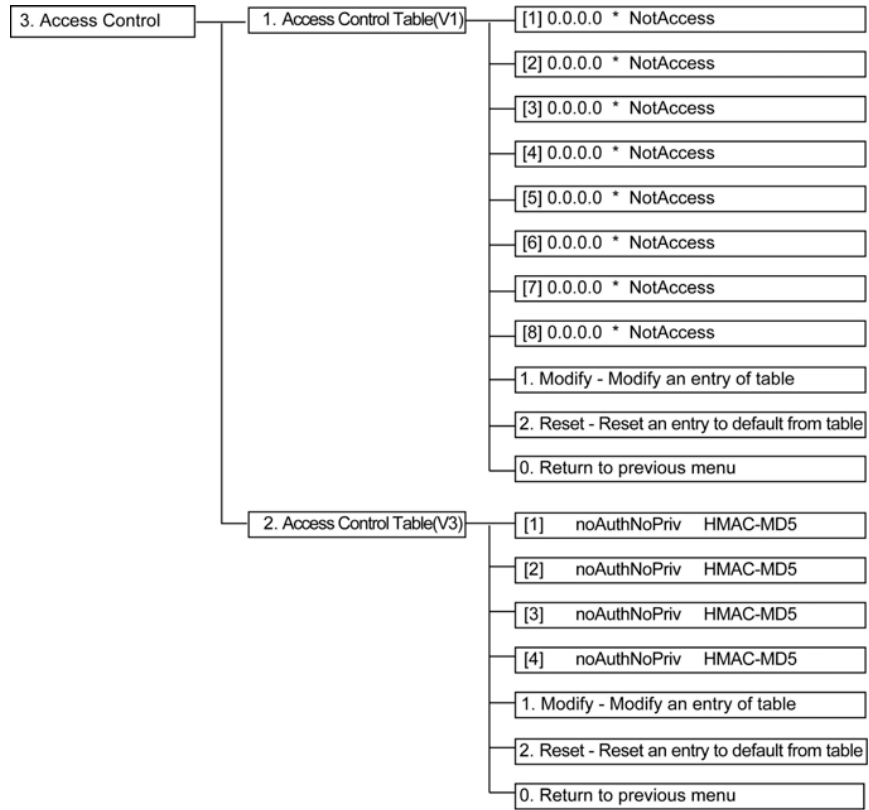 3. Access Control
1. Access Control Table(V1)
[1] 0.0.0.0 * NotAccess
[2] 0.0.0.0 * NotAccess
[3] 0.0.0.0 * NotAccess
[4] 0.0.0.0 * NotAccess
[5] 0.0.0.0 * NotAccess
[6] 0.0.0.0 * NotAccess
[7] 0.0.0.0 * NotAccess
[8] 0.0.0.0 * NotAccess
1. Modify - Modify an entry of table
2. Reset - Reset an entry to default from table
0. Return to previous menu
2. Access Control Table(V3)
[1] noAuthNoPriv HMAC-MD5
[2] noAuthNoPriv HMAC-MD5
[3] noAuthNoPriv HMAC-MD5
[4] noAuthNoPriv HMAC-MD5
1. Modify - Modify an entry of table
2. Reset - Reset an entry to default from table
0. Return to previous menu